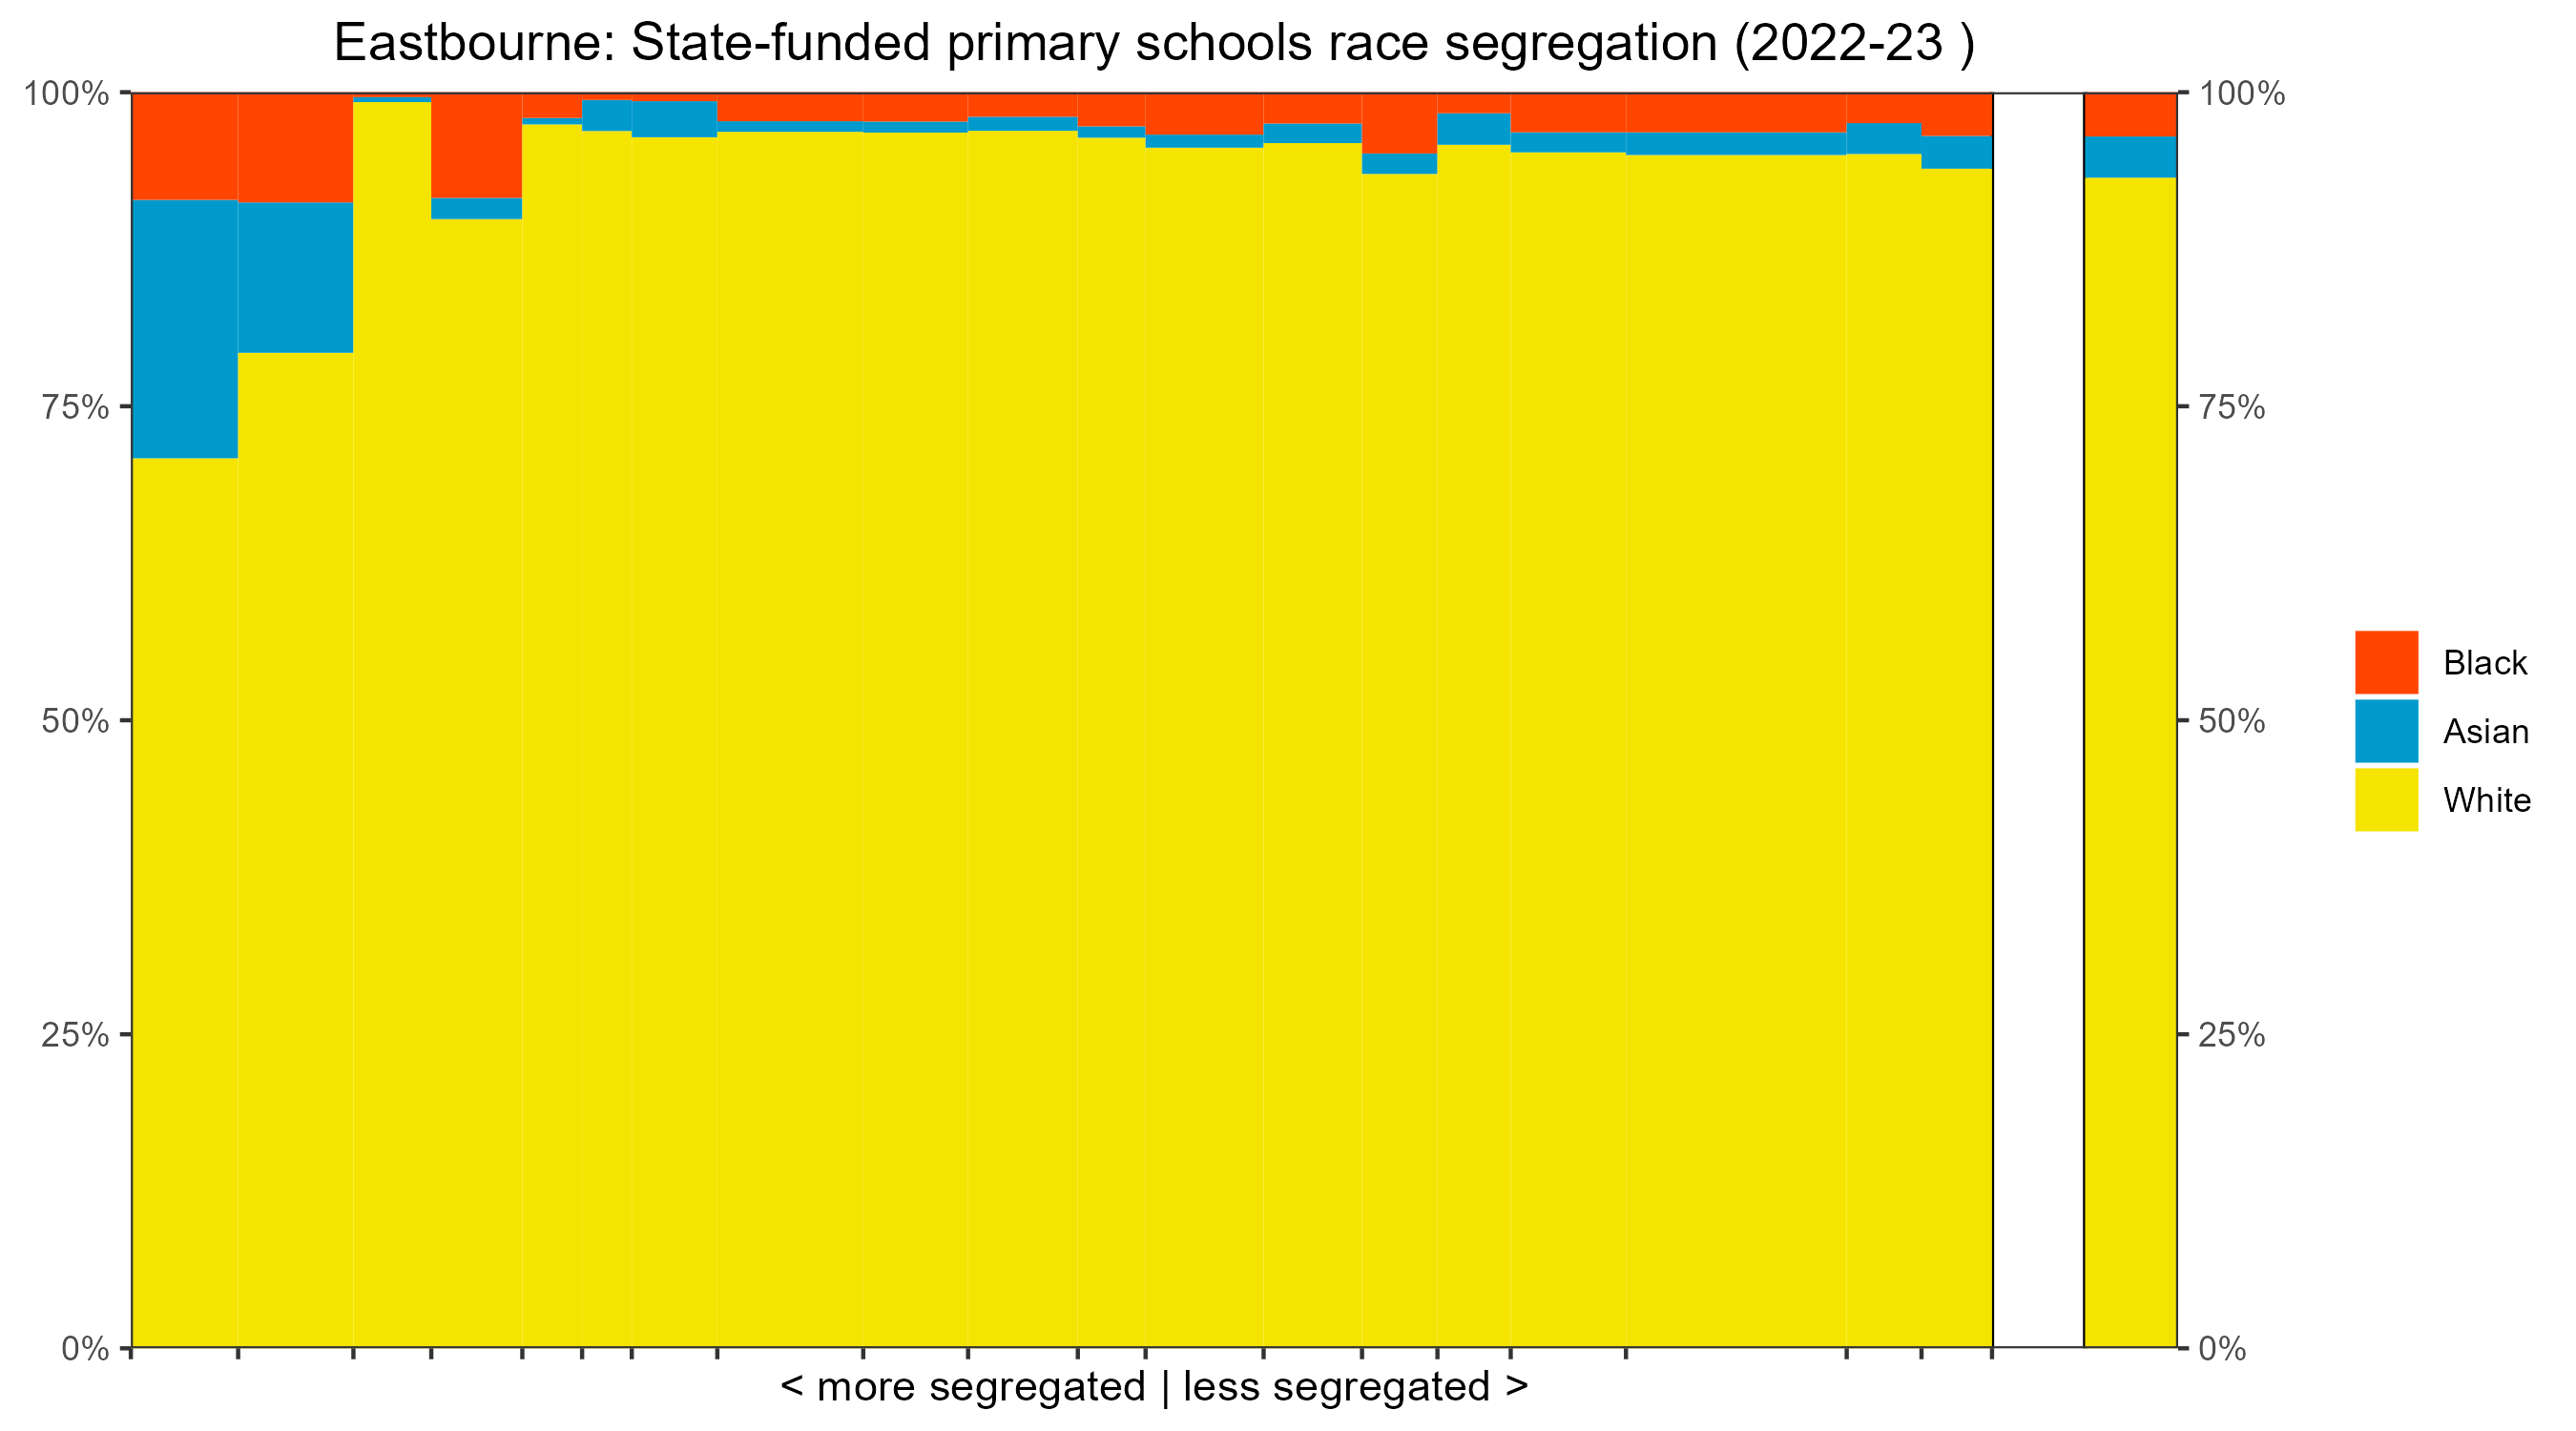 Eastbourne: State-funded primary schools race segregation (2022-23 )
100%
100%
75%
75%
50%
50%
25%
25%
0%
0%
Black
Asian
White
< more segregated | less segregated >